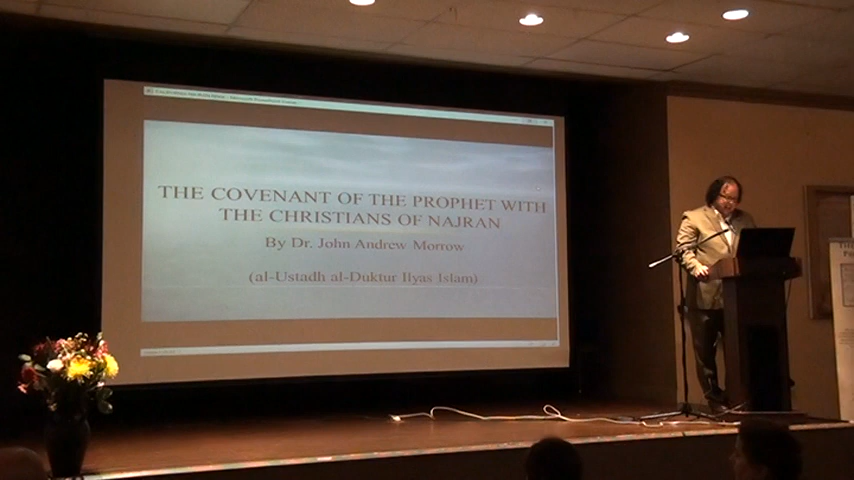 THE COVENANT OF THE PROPHET WITH
THE CHRISTIANS OF NAJRAN
By Dr. John Andrew Morrow
(al-Ustadh al-Duktur Ilyas Islam)